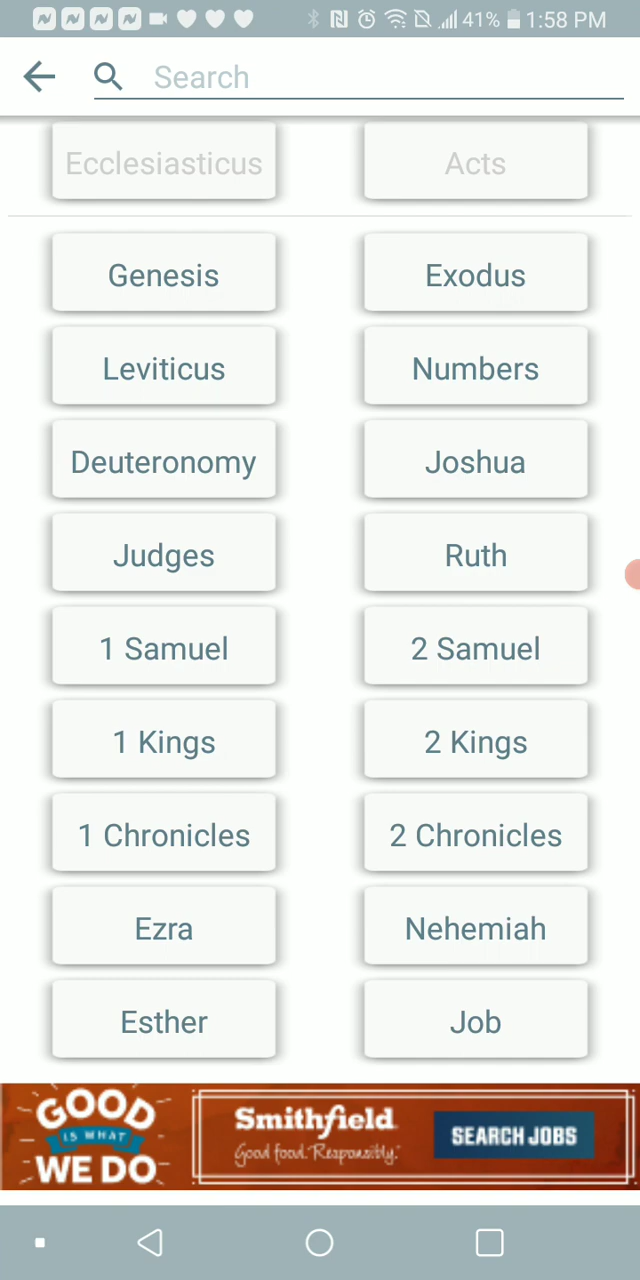 41% 1:58 PM
Search
Ecclesiasticus Acts
Genesis Exodus
Leviticus Numbers
Deuteronomy Joshua
Judges Ruth
1 Samuel 2 Samuel
1 Kings 2 Kings
1 Chronicles 2 Chronicles
Ezra Nehemiah
Esther Job
GOOD
IS WHAT
WE DO
Smithfield
Good food. Responsibly.
SEARCH JOBS